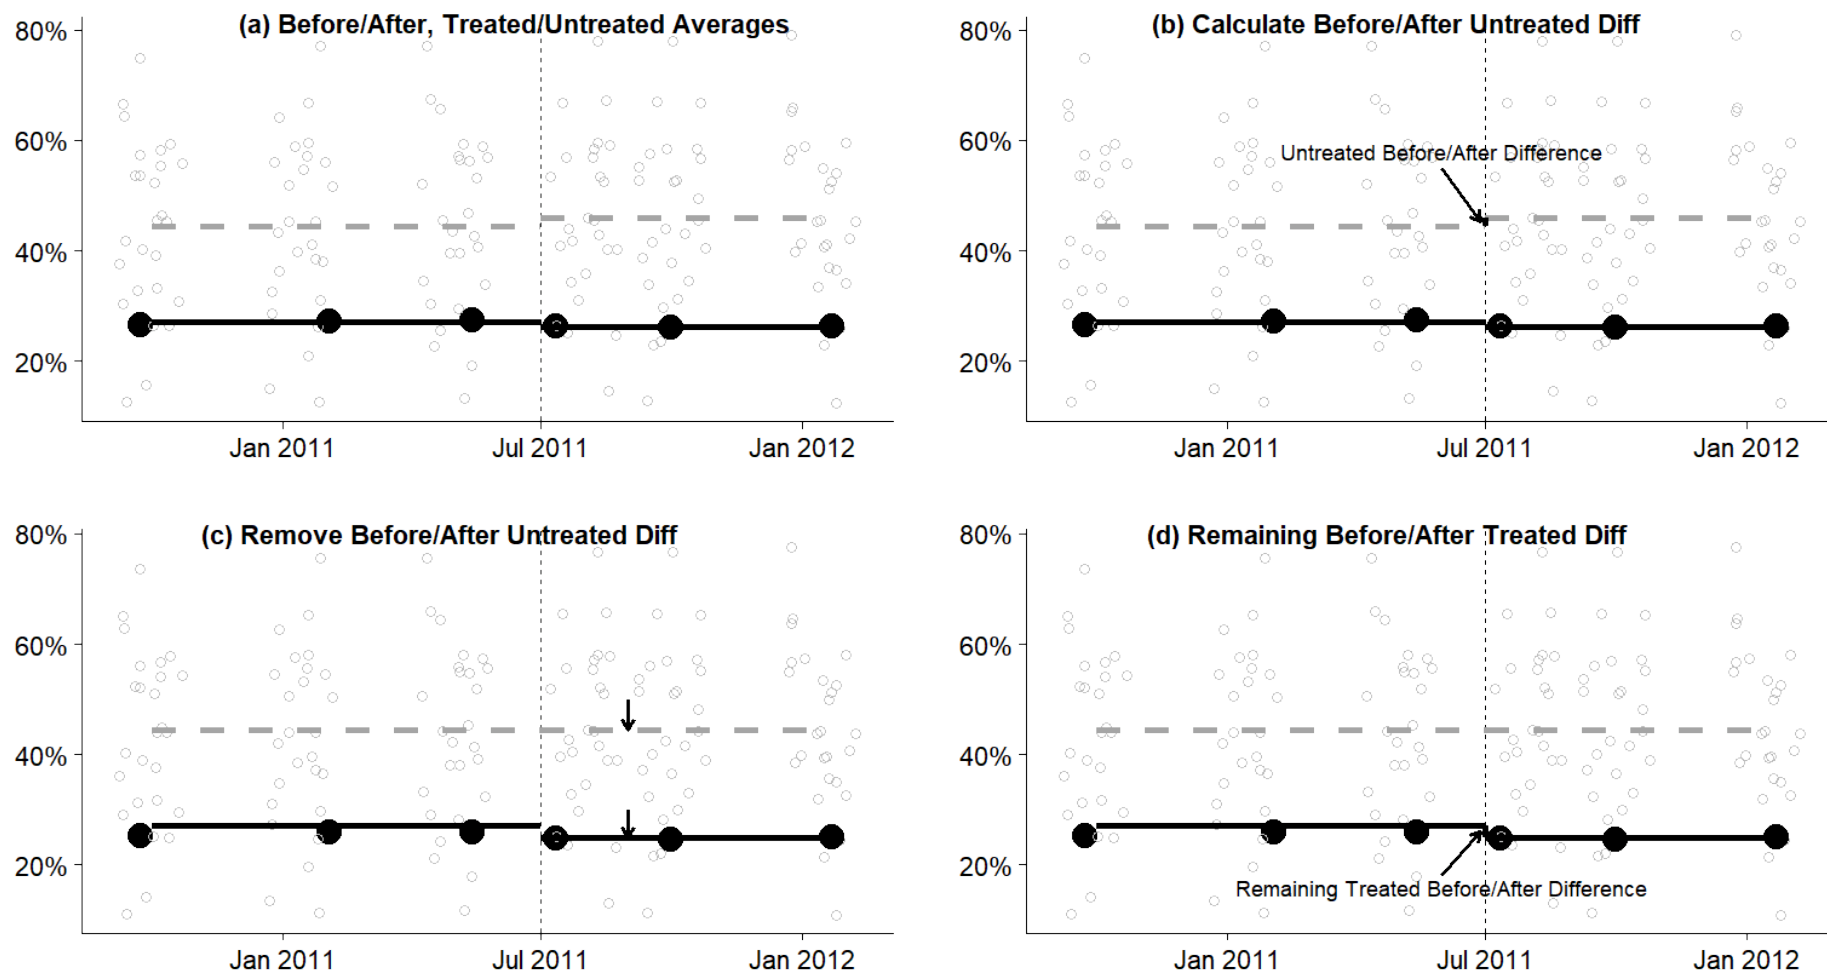 (a) Before/After, Treated/Untreated Averages
80%
60%
40%
20%
Jan 2011 Jul 2011 Jan 2012
(b) Calculate Before/After Untreated Diff
80%
60%
Untreated Before/After Difference
40%
20%
Jan 2011 Jul 2011 Jan 2012
(c) Remove Before/After Untreated Diff
80%
60%
40%
20%
Jan 2011 Jul 2011 Jan 2012
(d) Remaining Before/After Treated Diff
80%
60%
40%
20%
Remaining Treated Before/After Difference
Jan 2011 Jul 2011 Jan 2012